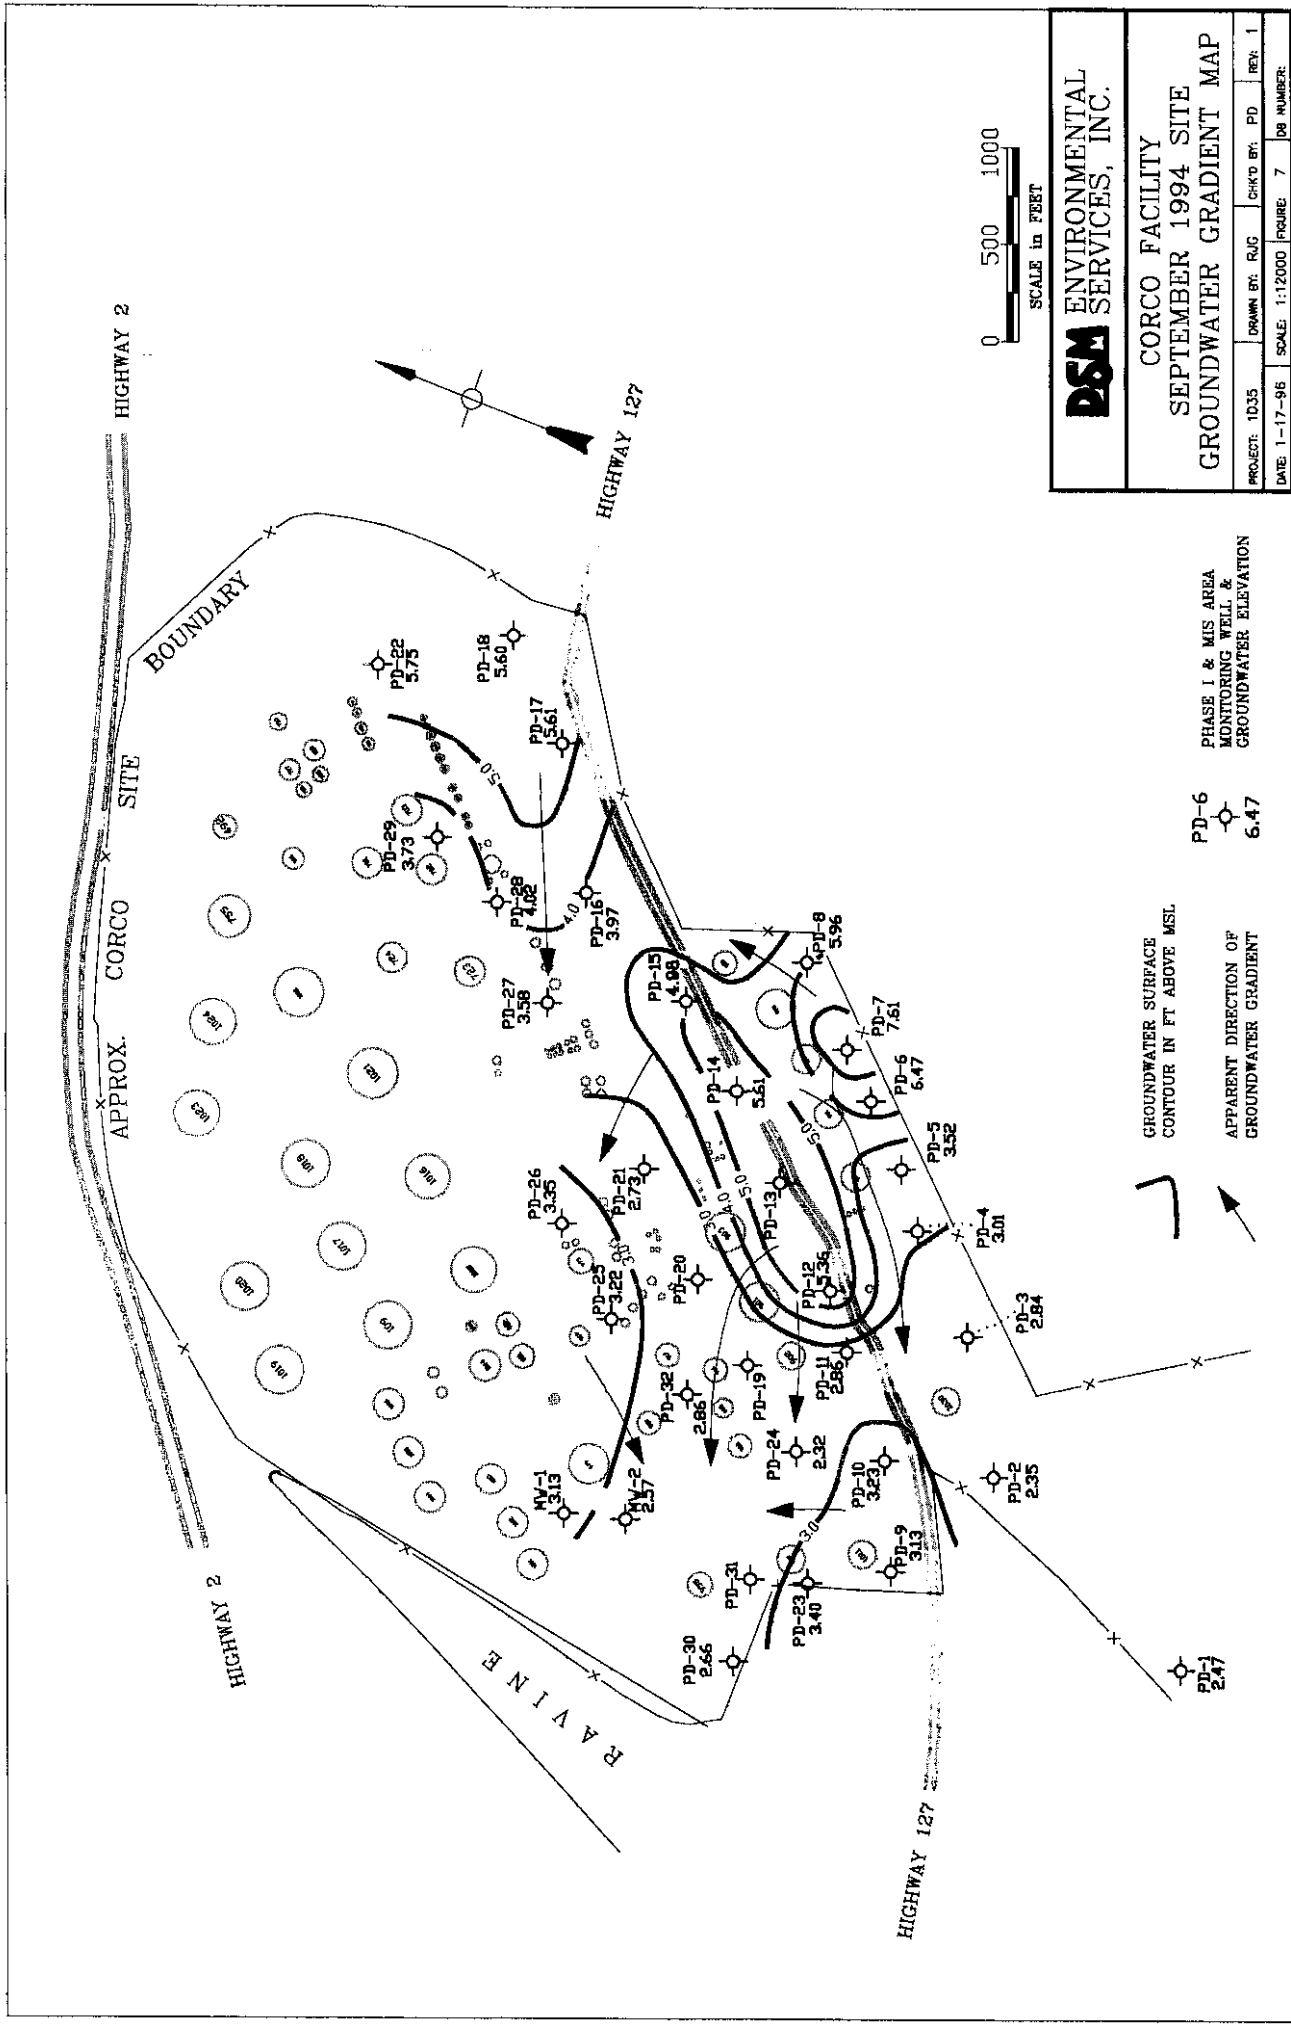 HIGHWAY 2
HIGHWAY 2
APPROX. CORCO SITE
BOUNDARY
RAVINE
HIGHWAY 127
HIGHWAY 127
1023
1024
755
1019
1017
1015
1021
1016
109
723
MW-1
3.13
MW-2
2.57
PD-25
3.22
PD-26
3.35
PD-21
2.73
PD-27
3.58
PD-28
4.02
PD-29
3.73
PD-22
5.75
PD-18
5.60
PD-17
5.61
PD-16
3.97
PD-15
4.98
PD-14
5.61
PD-13
PD-12
5.36
PD-20
PD-32
2.86
PD-19
PD-11
2.86
PD-24
2.32
PD-10
3.23
PD-9
3.13
PD-31
PD-23
3.40
PD-30
2.66
PD-8
5.96
PD-7
7.61
PD-6
6.47
PD-5
3.52
PD-4
3.01
PD-3
2.84
PD-2
2.35
PD-1
2.47
5.0
4.0
3.0
3.0
4.0
5.0
5.0
3.0
GROUNDWATER SURFACE
CONTOUR IN FT ABOVE MSL
APPARENT DIRECTION OF
GROUNDWATER GRADIENT
PD-6
6.47
PHASE I & MIS AREA
MONITORING WELL &
GROUNDWATER ELEVATION
0 500 1000
SCALE in FEET
DSM ENVIRONMENTAL
SERVICES, INC.
CORCO FACILITY
SEPTEMBER 1994 SITE
GROUNDWATER GRADIENT MAP
PROJECT: 1D35 DRAWN BY: RJG CHK'D BY: PD REV: 1
DATE: 1-17-96 SCALE: 1:12000 FIGURE: 7 DB NUMBER: